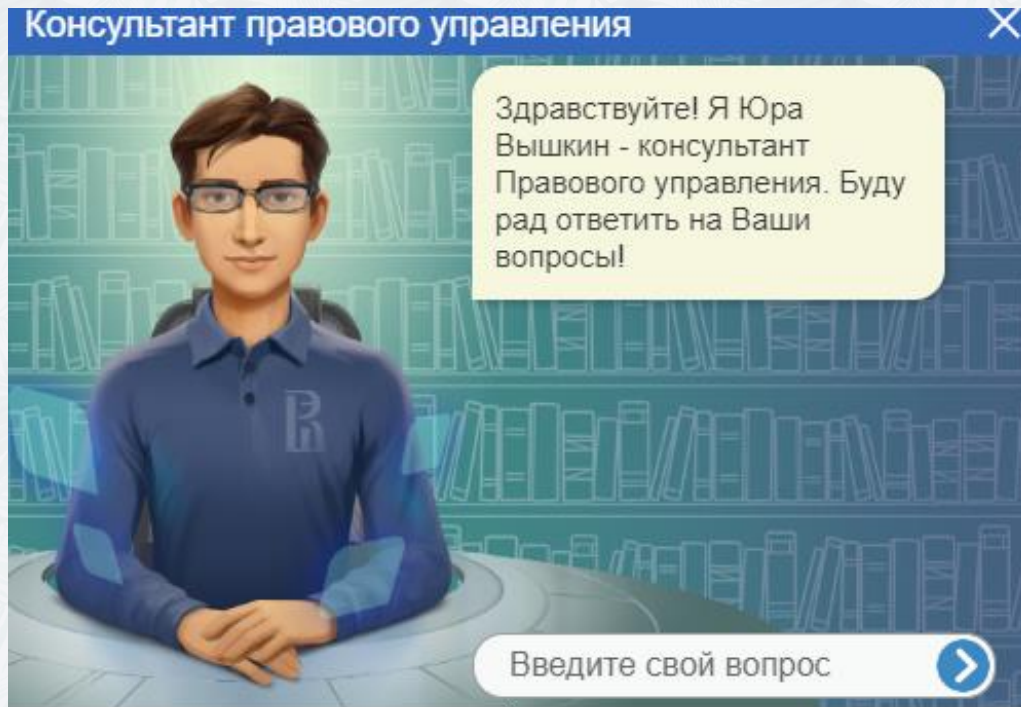 Консультант правового управления
Здравствуйте! Я Юра
Вышкин - консультант
Правового управления. Буду
рад ответить на Ваши
вопросы!
Введите свой вопрос